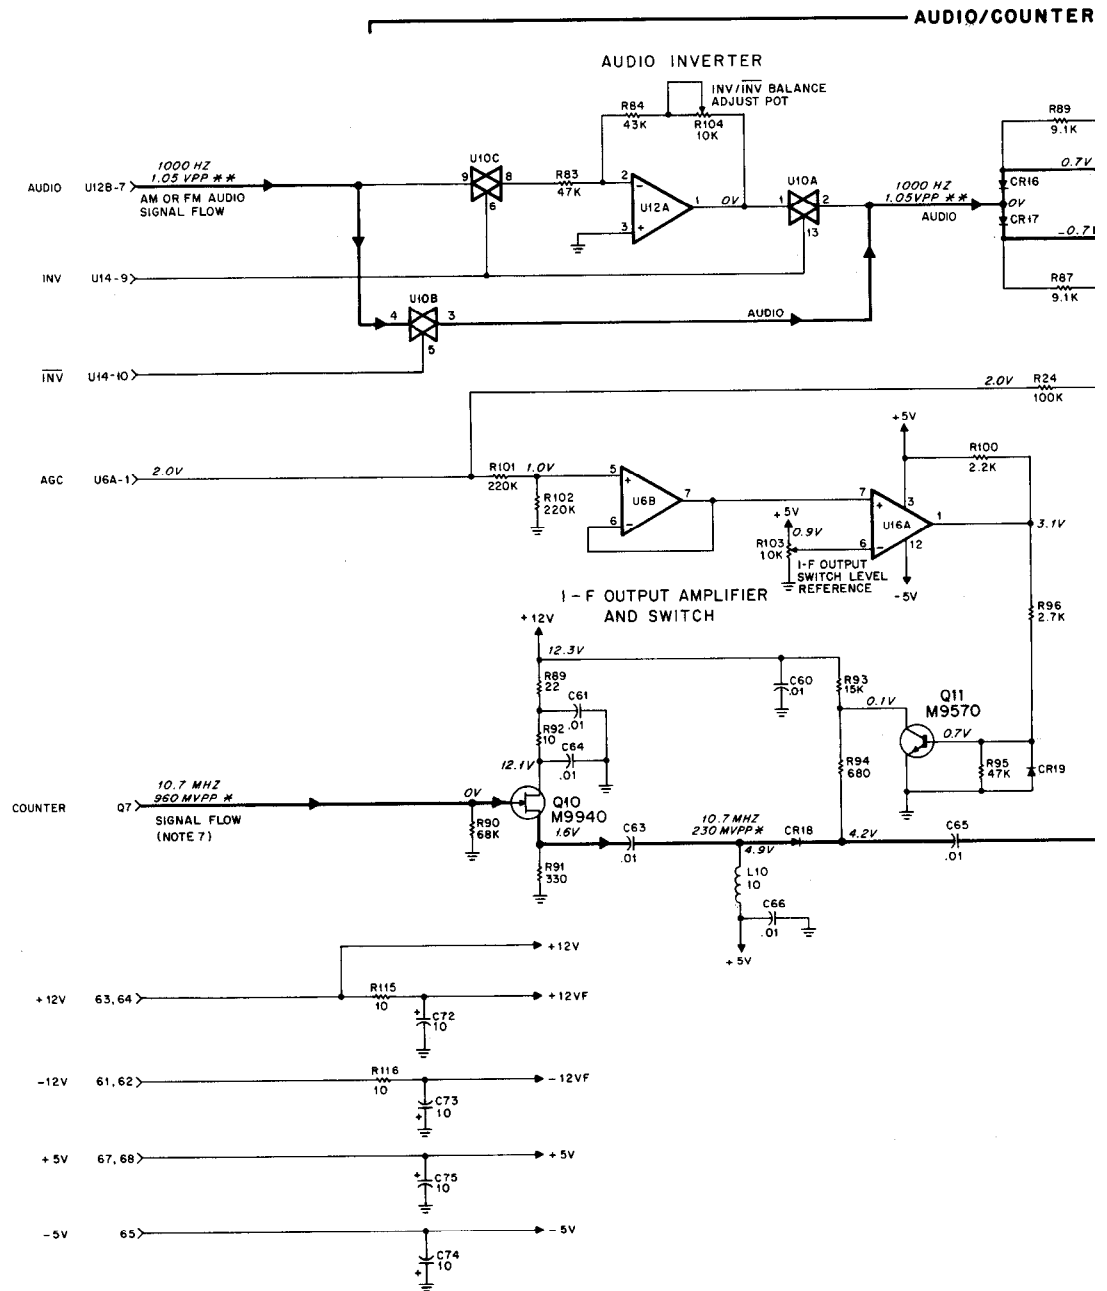 AUDIO/COUNTER
AUDIO INVERTER
INV/INV BALANCE
ADJUST POT
R84
43K
R104
10K
R89
9.1K
1000 HZ
1.05 VPP **
AUDIO U12B-7
AM OR FM AUDIO
SIGNAL FLOW
U10C
9 8
6
R83
47K
2
3
U12A
1 0V
U10A
1 2
13
1000 HZ
1.05VPP **
AUDIO
0.7V
CR16
0V
CR17
-0.7V
R87
9.1K
INV U14-9
U10B
4 3
5
AUDIO
INV U14-10
2.0V R24
100K
AGC U6A-1 2.0V
R101
220K
1.0V
R102
220K
5
6
U6B
7
+5V
0.9V
R103
10K
I-F OUTPUT
SWITCH LEVEL
REFERENCE
+5V
7
6
3
U16A
12
1
-5V
R100
2.2K
3.1V
R96
2.7K
I-F OUTPUT AMPLIFIER
AND SWITCH
+12V
12.3V
R89
22
C61
.01
R92
10
C64
.01
12.1V
C60
.01
R93
15K
0.1V
Q11
M9570
0.7V
R95
47K
CR19
R94
680
COUNTER Q7
10.7 MHZ
960 MVPP *
SIGNAL FLOW
(NOTE 7)
0V
R90
68K
Q10
M9940
1.6V
R91
330
C63
.01
10.7 MHZ
230 MVPP*
4.9V
CR18
4.2V
C65
.01
L10
10
C66
.01
+5V
+12V
+12V 63,64
R115
10
+12VF
+
C72
10
-12V 61,62
R116
10
-12VF
C73
10
+
+5V 67,68
+5V
+
C75
10
-5V 65
-5V
C74
10
+